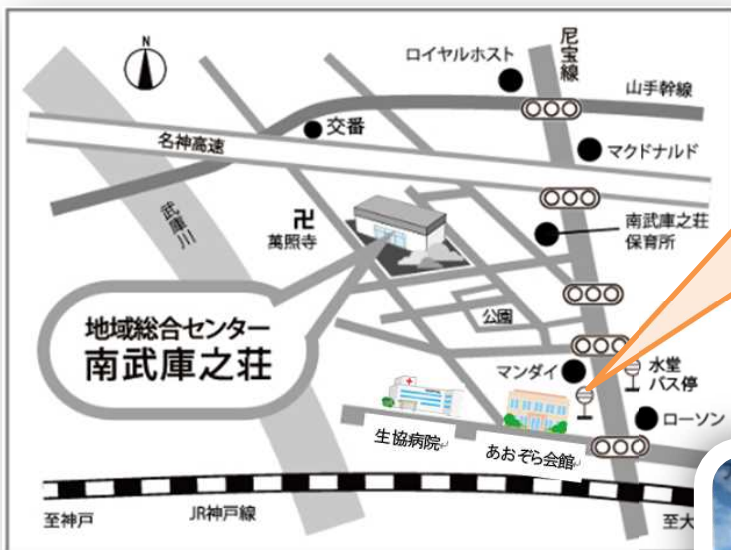 N
ロイヤルホスト
尼宝線
山手幹線
交番
名神高速
マクドナルド
武庫川
卍
萬照寺
南武庫之荘
保育所
地域総合センター
南武庫之荘
公園
マンダイ
水堂
バス停
ローソン
生協病院
あおぞら会館
至神戸
JR神戸線
至大